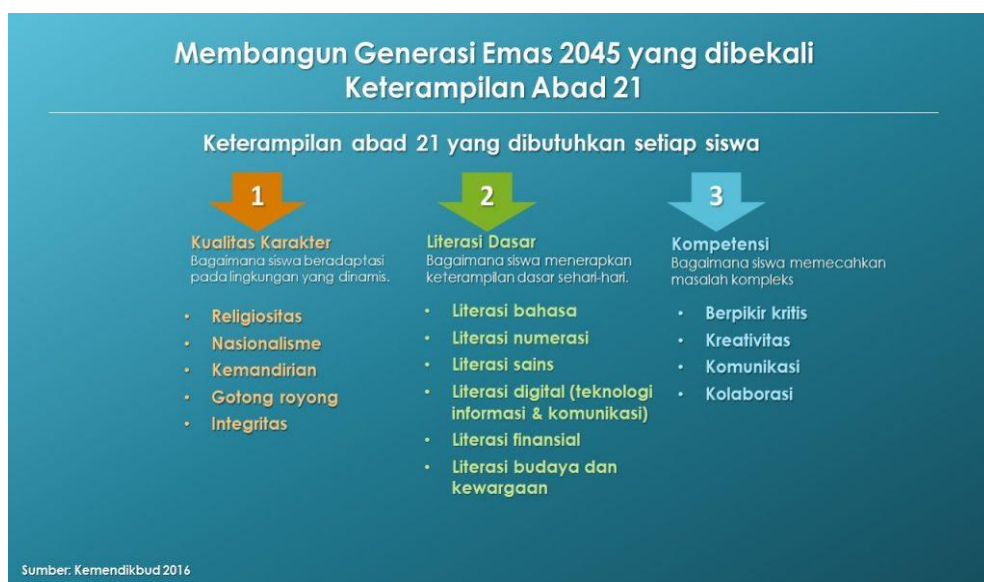 Membangun Generasi Emas 2045 yang dibekali
Keterampilan Abad 21
Keterampilan abad 21 yang dibutuhkan setiap siswa
1
Kualitas Karakter
Bagaimana siswa beradaptasi
pada lingkungan yang dinamis.
• Religiositas
• Nasionalisme
• Kemandirian
• Gotong royong
• Integritas
2
Literasi Dasar
Bagaimana siswa menerapkan
keterampilan dasar sehari-hari.
• Literasi bahasa
• Literasi numerasi
• Literasi sains
• Literasi digital (teknologi
informasi & komunikasi)
• Literasi finansial
• Literasi budaya dan
kewargaan
3
Kompetensi
Bagaimana siswa memecahkan
masalah kompleks
• Berpikir kritis
• Kreativitas
• Komunikasi
• Kolaborasi
Sumber: Kemendikbud 2016